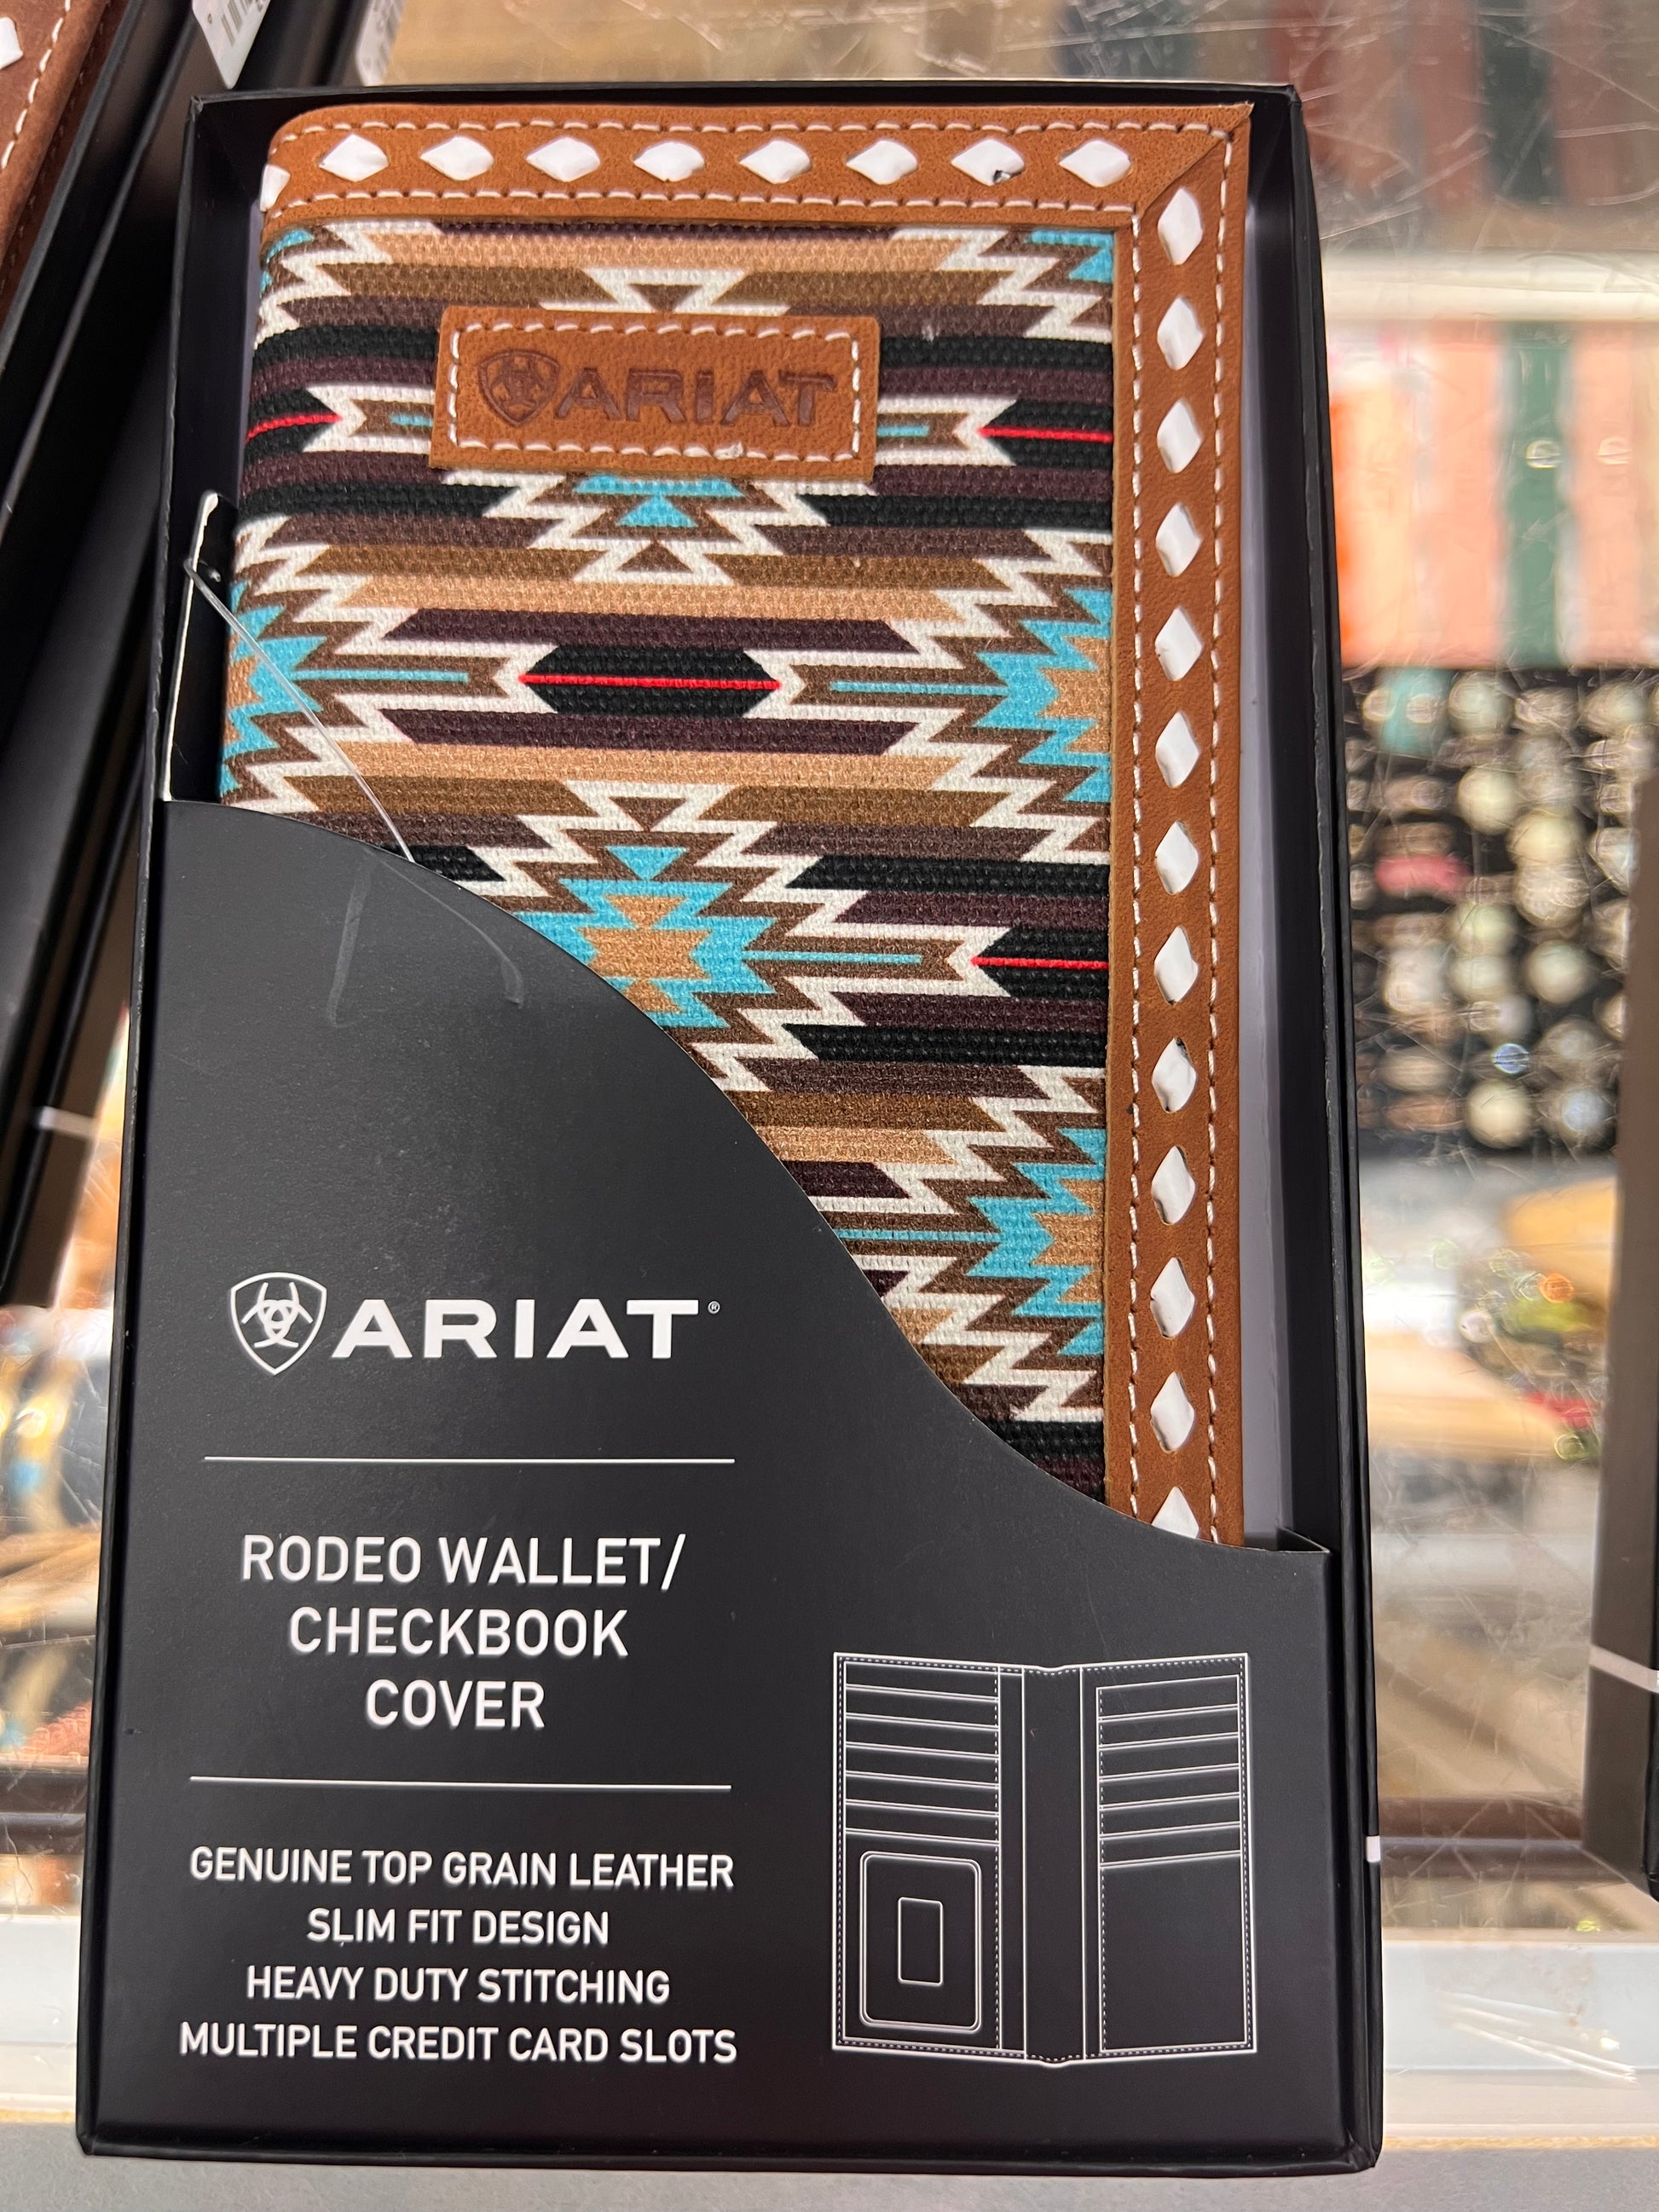 ARIAT
ARIAT®
RODEO WALLET/
CHECKBOOK
COVER
GENUINE TOP GRAIN LEATHER
SLIM FIT DESIGN
HEAVY DUTY STITCHING
MULTIPLE CREDIT CARD SLOTS